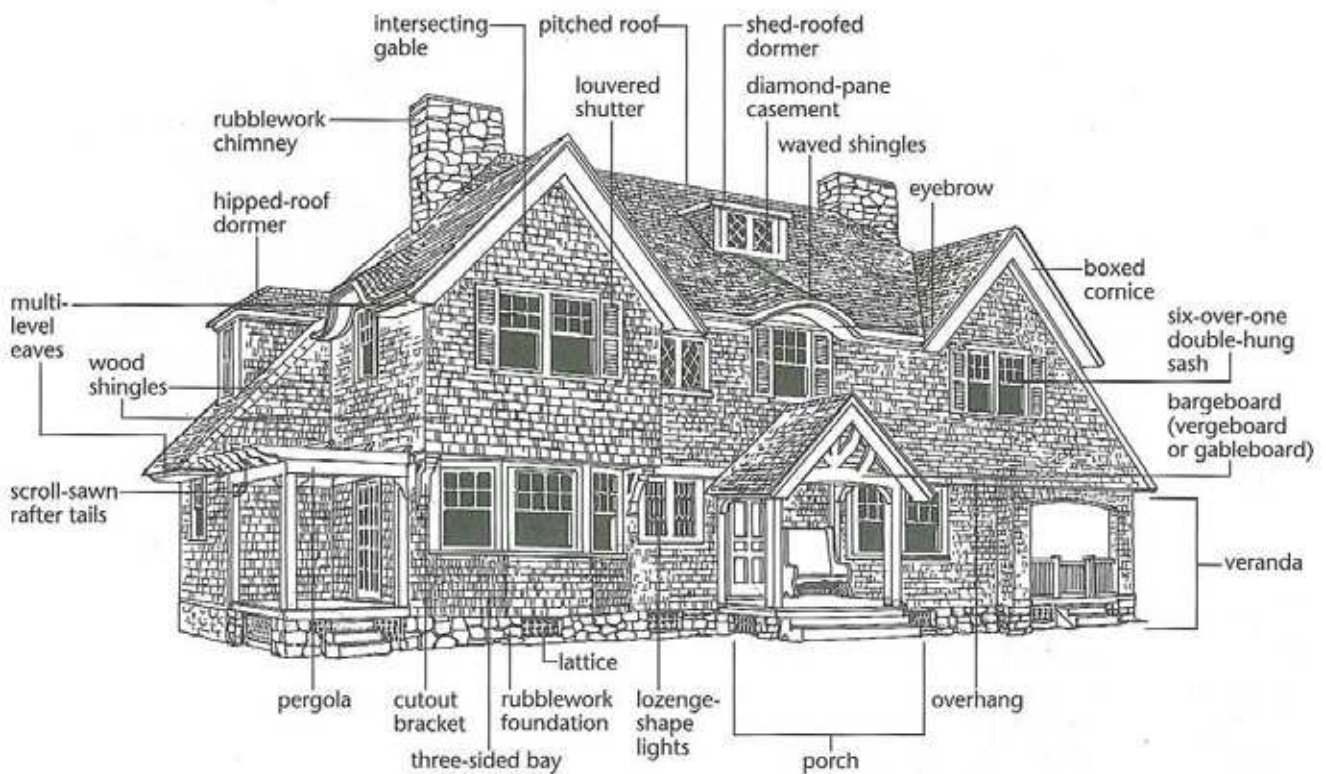 intersecting
gable
pitched roof
shed-roofed
dormer
louvered
shutter
diamond-pane
casement
rubblework
chimney
waved shingles
eyebrow
hipped-roof
dormer
boxed
cornice
multi-
level
eaves
six-over-one
double-hung
sash
wood
shingles
bargeboard
(vergeboard
or gableboard)
scroll-sawn
rafter tails
veranda
lattice
pergola
cutout
bracket
rubblework
foundation
lozenge-
shape
lights
overhang
three-sided bay
porch